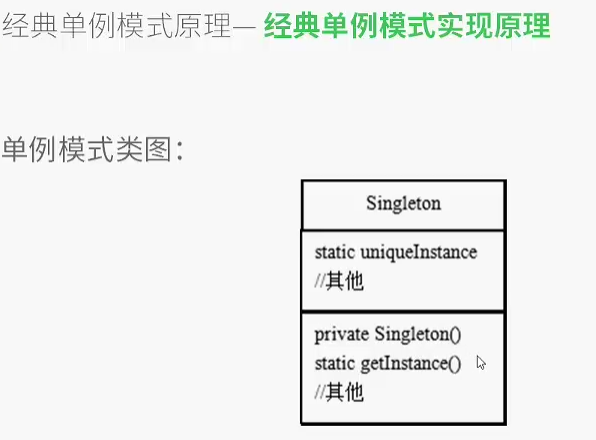 经典单例模式原理— 经典单例模式实现原理
单例模式类图：
Singleton
static uniqueInstance
//其他
private Singleton()
static getInstance()
//其他